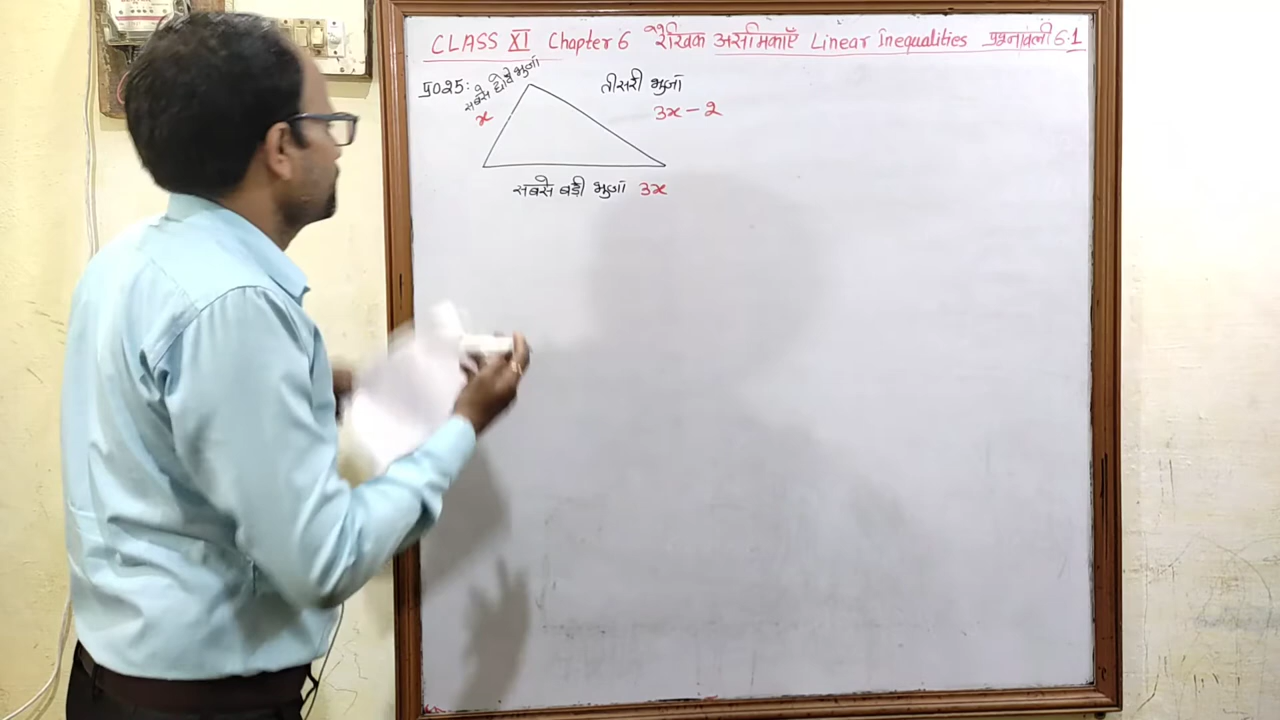 CLASS XI Chapter 6 रैखिक असमिकाएँ Linear Inequalities प्रश्नावली 6.1
प्र025:
सबसे छोटी भुजा
x
तीसरी भुजा
3x - 2
सबसे बड़ी भुजा 3x